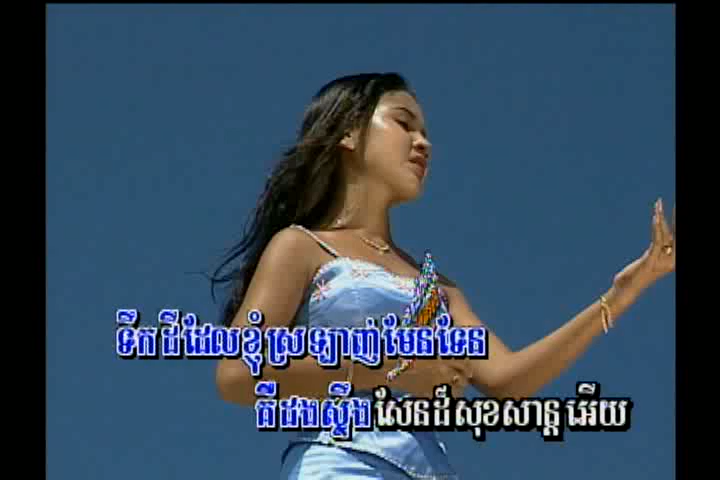 ទឹក ដី ដែលខ្ញុំស្រឡាញ់ មែនទែន
គឺដងស្ទឹង សែនដ៏សុខសាន្ត អើយ